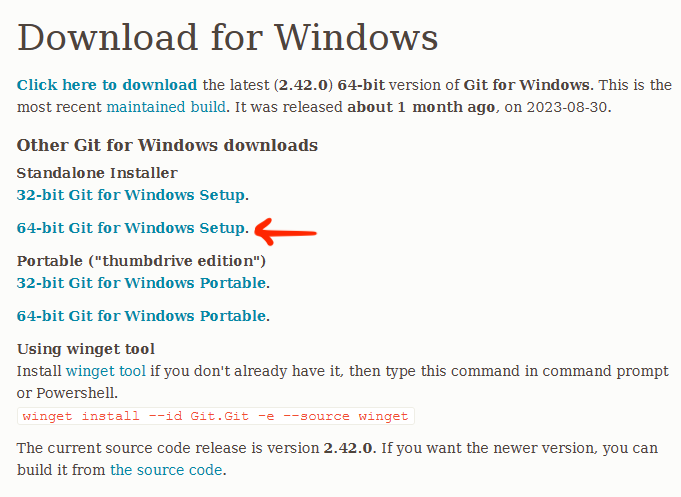 Download for Windows
Click here to download the latest (2.42.0) 64-bit version of Git for Windows. This is the
most recent maintained build. It was released about 1 month ago, on 2023-08-30.
Other Git for Windows downloads
Standalone Installer
32-bit Git for Windows Setup.
64-bit Git for Windows Setup.
Portable ("thumbdrive edition")
32-bit Git for Windows Portable.
64-bit Git for Windows Portable.
Using winget tool
Install winget tool if you don't already have it, then type this command in command prompt
or Powershell.
winget install --id Git.Git -e --source winget
The current source code release is version 2.42.0. If you want the newer version, you can
build it from the source code.